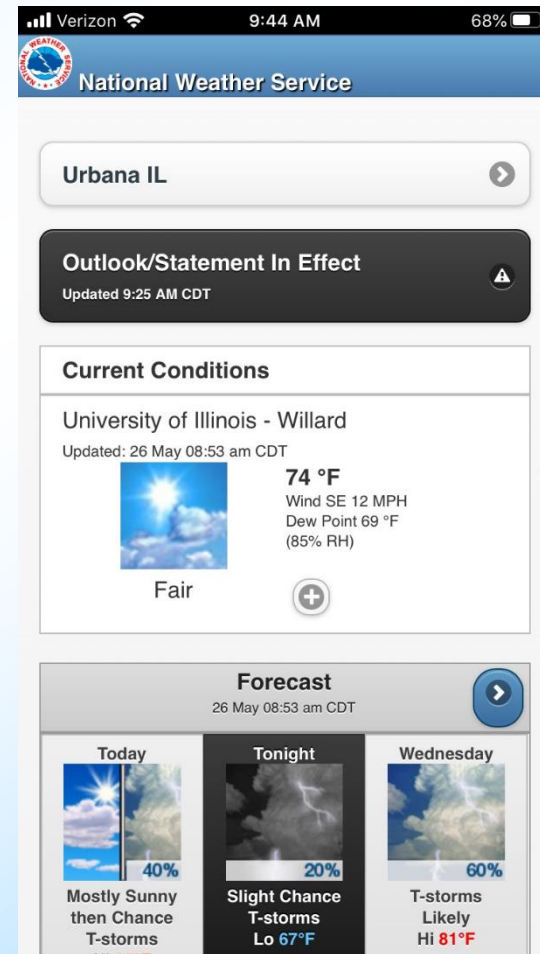 Verizon 9:44 AM 68%
NATIONAL WEATHER SERVICE
National Weather Service
Urbana IL
Outlook/Statement In Effect
Updated 9:25 AM CDT
Current Conditions
University of Illinois - Willard
Updated: 26 May 08:53 am CDT
74 °F
Wind SE 12 MPH
Dew Point 69 °F
(85% RH)
Fair
Forecast
26 May 08:53 am CDT
Today
40%
Mostly Sunny
then Chance
T-storms
Tonight
20%
Slight Chance
T-storms
Lo 67°F
Wednesday
60%
T-storms
Likely
Hi 81°F